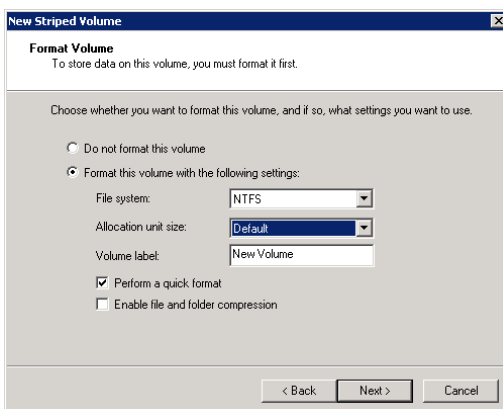 New Striped Volume
Format Volume
To store data on this volume, you must format it first.
Choose whether you want to format this volume, and if so, what settings you want to use.
Do not format this volume
Format this volume with the following settings:
File system: NTFS
Allocation unit size: Default
Volume label: New Volume
Perform a quick format
Enable file and folder compression
< Back Next > Cancel